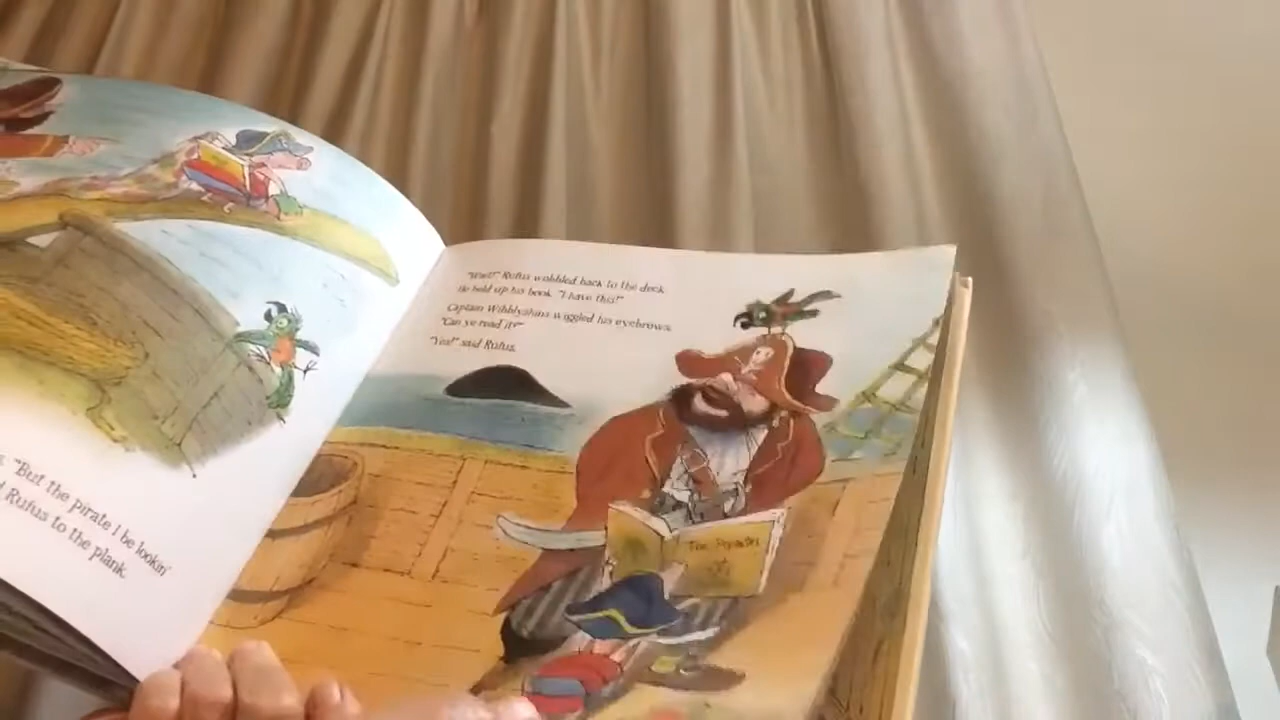 "But the pirate I be lookin'
Rufus to the plank.
"Wait!" Rufus wobbled back to the deck.
He held up his book. "I have this!"
Captain Wibblyshins wiggled his eyebrows.
"Can ye read it?"
"Yes!" said Rufus.